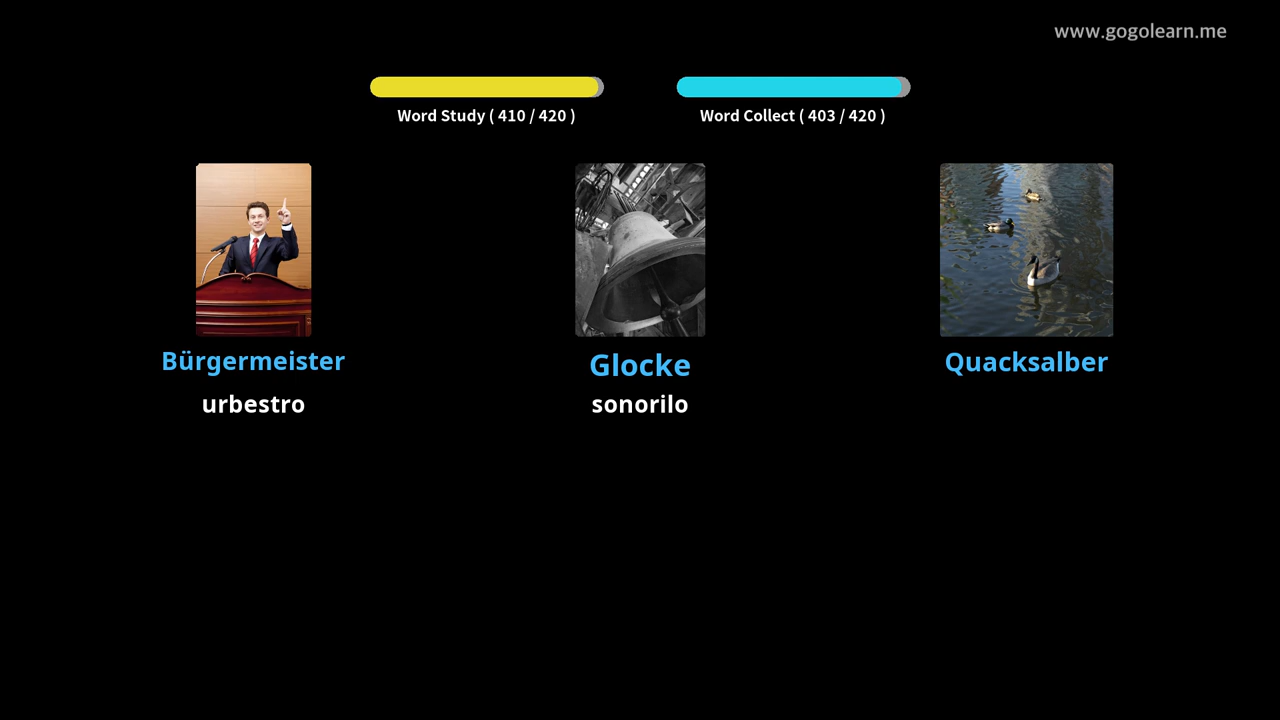 www.gogolearn.me
Word Study ( 410 / 420 )
Word Collect ( 403 / 420 )
Bürgermeister
Glocke
Quacksalber
urbestro
sonorilo